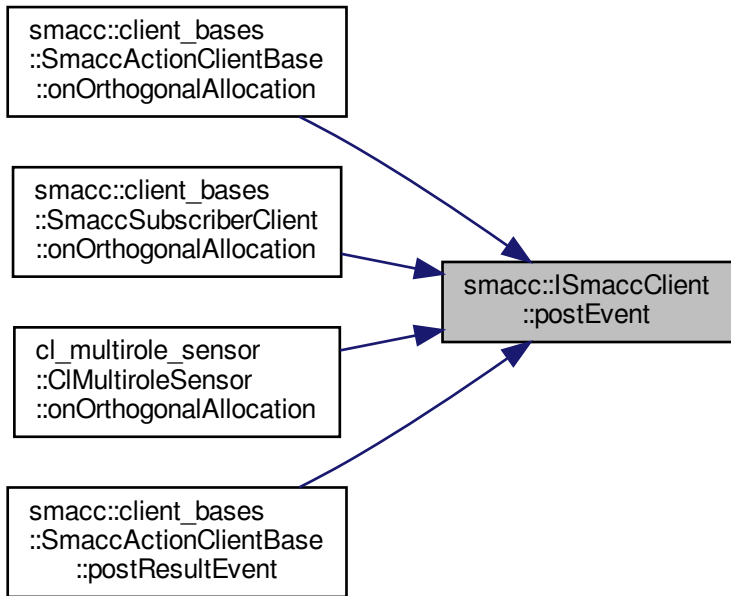 smacc::client_bases
::SmaccActionClientBase
::onOrthogonalAllocation
smacc::client_bases
::SmaccSubscriberClient
::onOrthogonalAllocation
cl_multirole_sensor
::ClMultiroleSensor
::onOrthogonalAllocation
smacc::client_bases
::SmaccActionClientBase
::postResultEvent
smacc::ISmaccClient
::postEvent